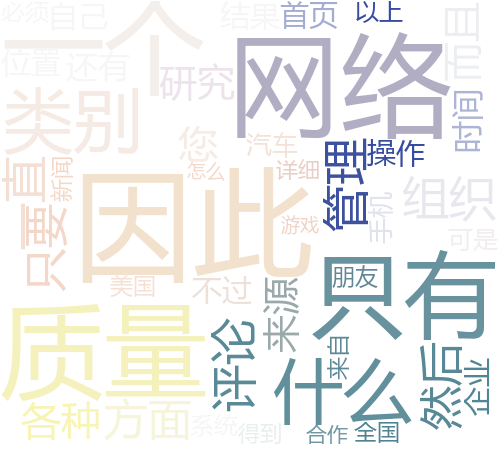 必须
自己
一个
结果
首页
以上
而且
位置
还有
研究
网络
类别
时间
您
汽车
管理
操作
直
新闻
怎么
详细
因此
组织
只要
手机
游戏
可是
美国
不过
来源
朋友
只有
质量
评论
来自
什么
然后
企业
各种
方面
系统
得到
合作
全国